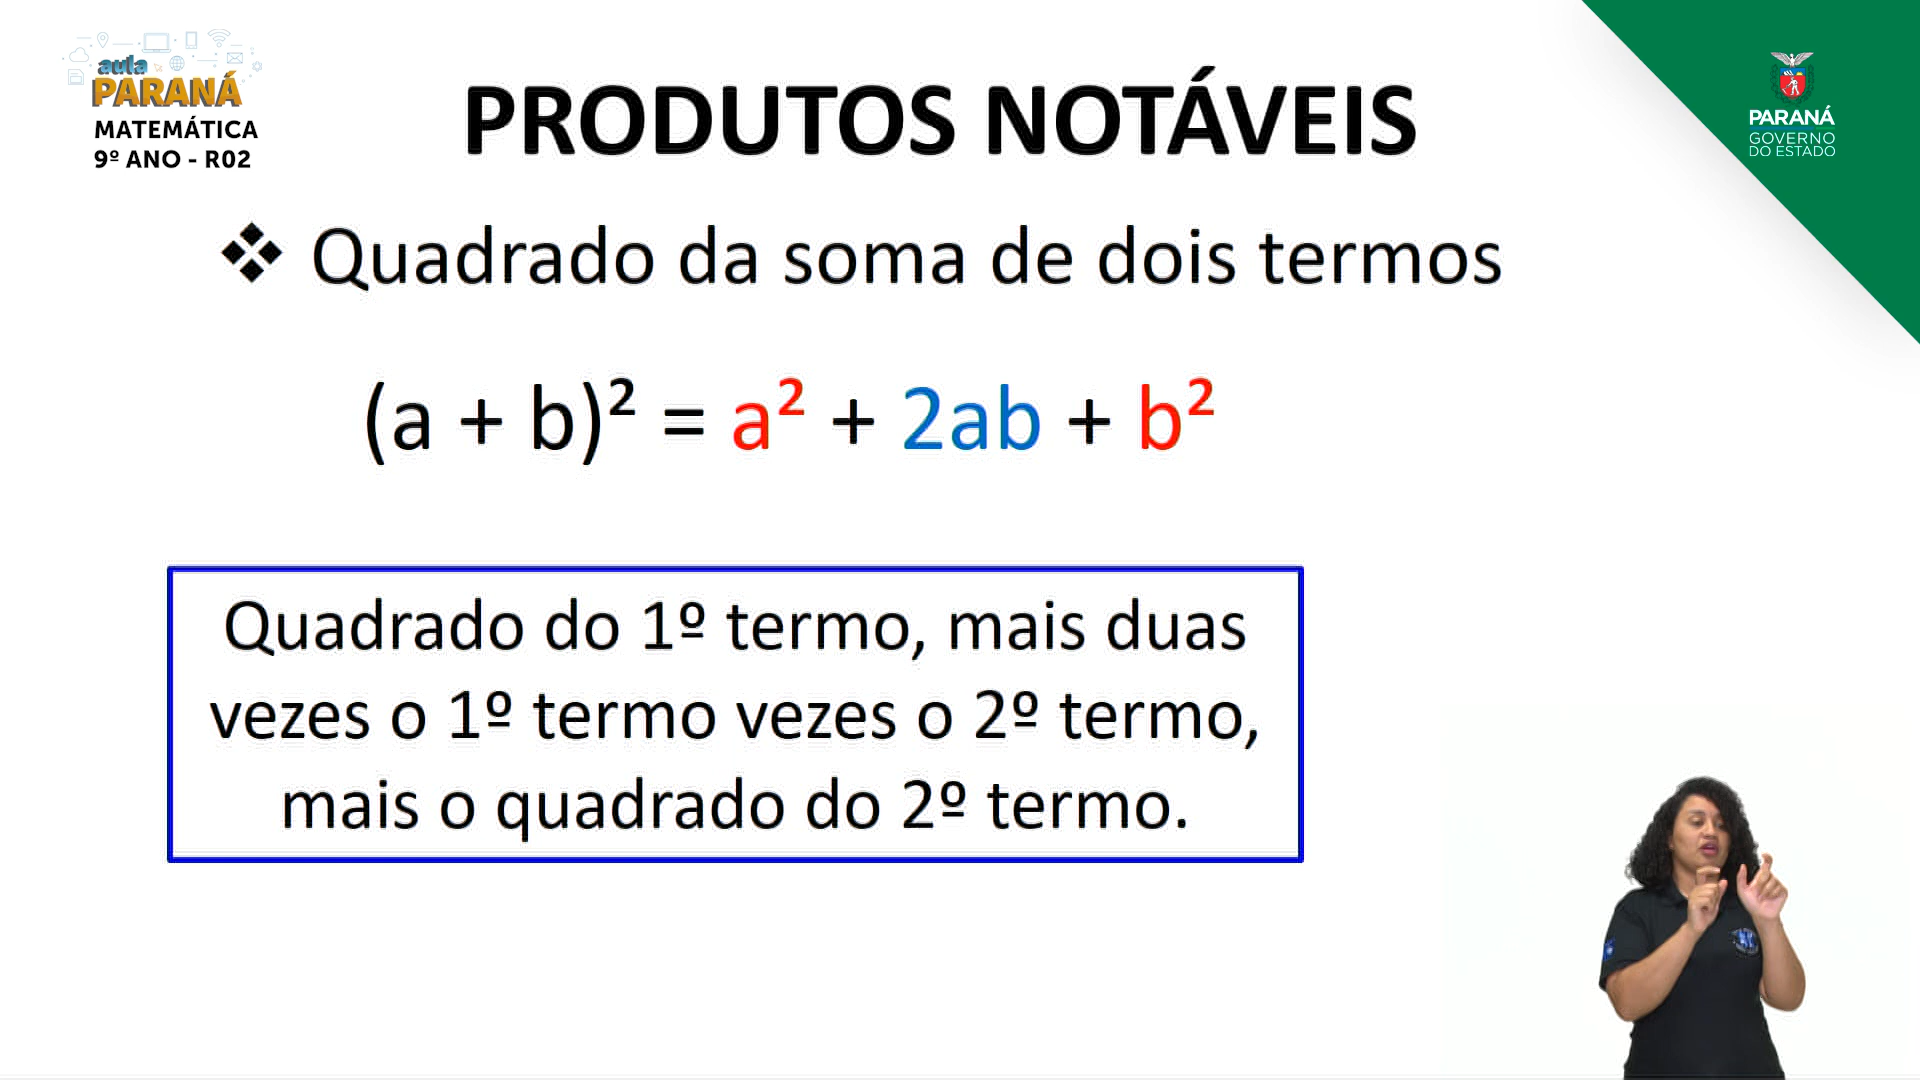 aula
PARANÁ
MATEMÁTICA
9º ANO - R02
PRODUTOS NOTÁVEIS
PARANÁ
GOVERNO
DO ESTADO
❖ Quadrado da soma de dois termos
(a + b)² = a² + 2ab + b²
Quadrado do 1º termo, mais duas
vezes o 1º termo vezes o 2º termo,
mais o quadrado do 2º termo.